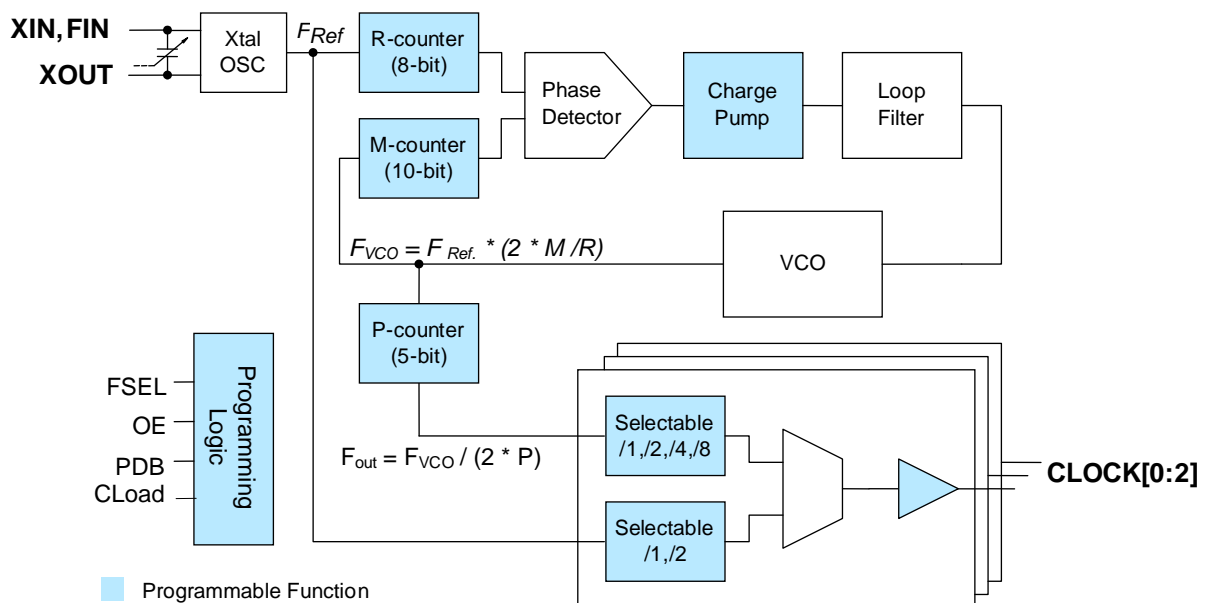 XIN, FIN
XOUT
Xtal
OSC
FRef
R-counter
(8-bit)
M-counter
(10-bit)
Phase
Detector
Charge
Pump
Loop
Filter
FVCO = F Ref. * (2 * M /R)
VCO
P-counter
(5-bit)
Fout = FVCO / (2 * P)
FSEL
OE
PDB
CLoad
Programming
Logic
Selectable
/1,/2,/4,/8
Selectable
/1,/2
CLOCK[0:2]
Programmable Function